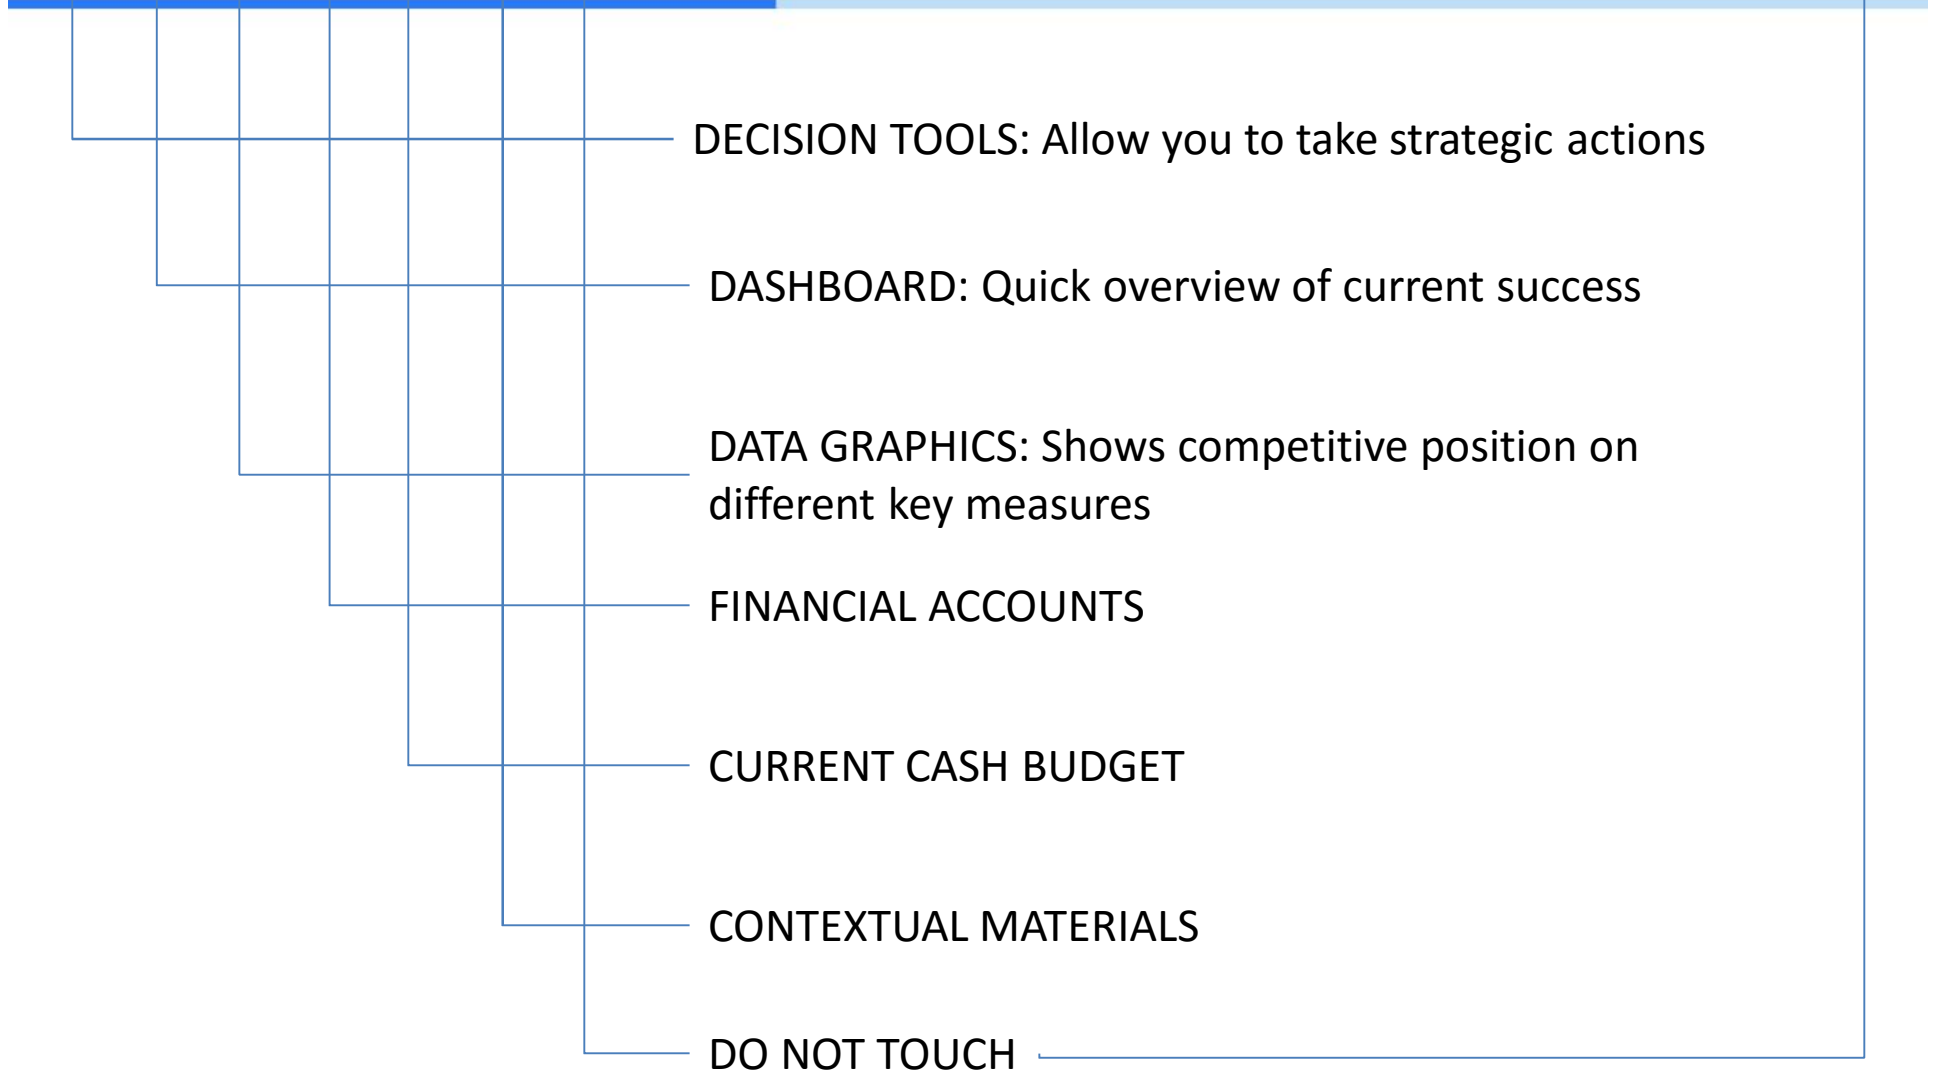 DECISION TOOLS: Allow you to take strategic actions
DASHBOARD: Quick overview of current success
DATA GRAPHICS: Shows competitive position on
different key measures
FINANCIAL ACCOUNTS
CURRENT CASH BUDGET
CONTEXTUAL MATERIALS
DO NOT TOUCH